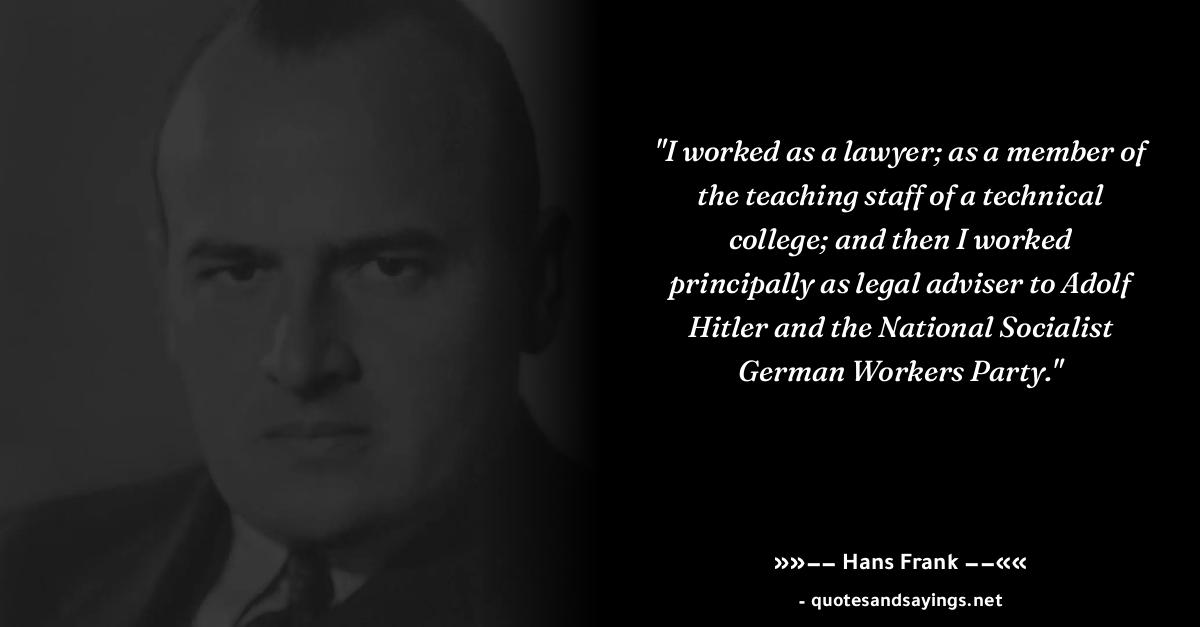 "I worked as a lawyer; as a member of
the teaching staff of a technical
college; and then I worked
principally as legal adviser to Adolf
Hitler and the National Socialist
German Workers Party."
»»—— Hans Frank ——««
- quotesandsayings.net